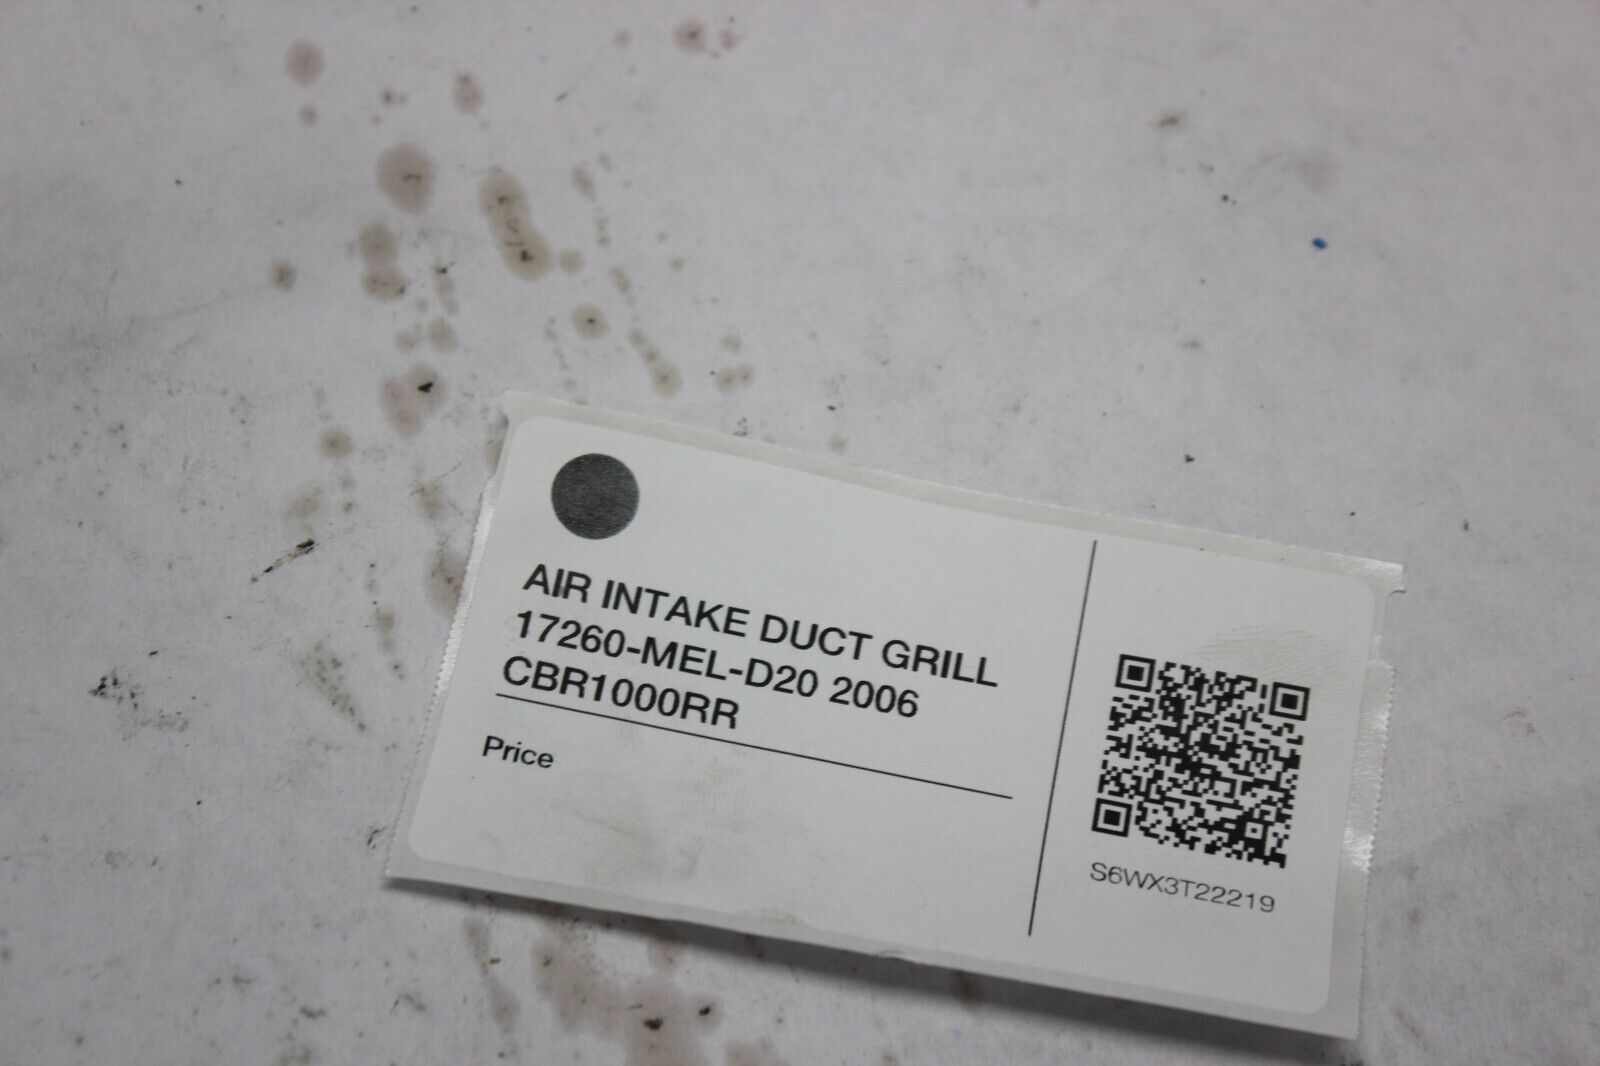 AIR INTAKE DUCT GRILL
17260-MEL-D20 2006
CBR1000RR
Price
S6WX3T22219